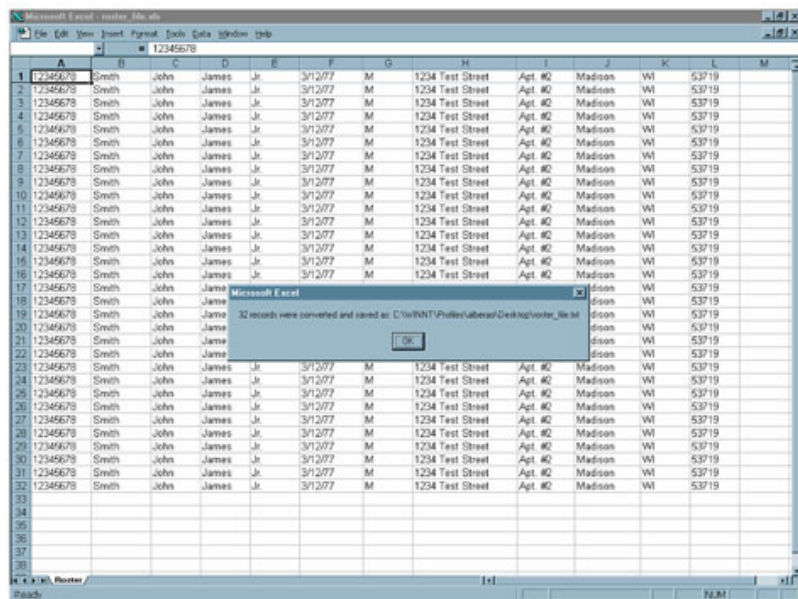 Microsoft Excel - roster_file.xls
File Edit View Insert Format Tools Data Window Help
= 12345678
A B C D E F G H I J K L M
1 12345678 Smith John James Jr. 3/12/77 M 1234 Test Street Apt. #2 Madison WI 53719
2 12345678 Smith John James Jr. 3/12/77 M 1234 Test Street Apt. #2 Madison WI 53719
3 12345678 Smith John James Jr. 3/12/77 M 1234 Test Street Apt. #2 Madison WI 53719
4 12345678 Smith John James Jr. 3/12/77 M 1234 Test Street Apt. #2 Madison WI 53719
5 12345678 Smith John James Jr. 3/12/77 M 1234 Test Street Apt. #2 Madison WI 53719
6 12345678 Smith John James Jr. 3/12/77 M 1234 Test Street Apt. #2 Madison WI 53719
7 12345678 Smith John James Jr. 3/12/77 M 1234 Test Street Apt. #2 Madison WI 53719
8 12345678 Smith John James Jr. 3/12/77 M 1234 Test Street Apt. #2 Madison WI 53719
9 12345678 Smith John James Jr. 3/12/77 M 1234 Test Street Apt. #2 Madison WI 53719
10 12345678 Smith John James Jr. 3/12/77 M 1234 Test Street Apt. #2 Madison WI 53719
11 12345678 Smith John James Jr. 3/12/77 M 1234 Test Street Apt. #2 Madison WI 53719
12 12345678 Smith John James Jr. 3/12/77 M 1234 Test Street Apt. #2 Madison WI 53719
13 12345678 Smith John James Jr. 3/12/77 M 1234 Test Street Apt. #2 Madison WI 53719
14 12345678 Smith John James Jr. 3/12/77 M 1234 Test Street Apt. #2 Madison WI 53719
15 12345678 Smith John James Jr. 3/12/77 M 1234 Test Street Apt. #2 Madison WI 53719
16 12345678 Smith John James Jr. 3/12/77 M 1234 Test Street Apt. #2 Madison WI 53719
17 12345678 Smith John Jame dison WI 53719
18 12345678 Smith John Jame dison WI 53719
19 12345678 Smith John Jame dison WI 53719
20 12345678 Smith John Jame dison WI 53719
21 12345678 Smith John Jame dison WI 53719
22 12345678 Smith John Jame dison WI 53719
Microsoft Excel
32 records were converted and saved as: C:\WINNT\Profiles\alberao\Desktop\roster_file.txt
OK
23 12345678 Smith John James Jr. 3/12/77 M 1234 Test Street Apt. #2 Madison WI 53719
24 12345678 Smith John James Jr. 3/12/77 M 1234 Test Street Apt. #2 Madison WI 53719
25 12345678 Smith John James Jr. 3/12/77 M 1234 Test Street Apt. #2 Madison WI 53719
26 12345678 Smith John James Jr. 3/12/77 M 1234 Test Street Apt. #2 Madison WI 53719
27 12345678 Smith John James Jr. 3/12/77 M 1234 Test Street Apt. #2 Madison WI 53719
28 12345678 Smith John James Jr. 3/12/77 M 1234 Test Street Apt. #2 Madison WI 53719
29 12345678 Smith John James Jr. 3/12/77 M 1234 Test Street Apt. #2 Madison WI 53719
30 12345678 Smith John James Jr. 3/12/77 M 1234 Test Street Apt. #2 Madison WI 53719
31 12345678 Smith John James Jr. 3/12/77 M 1234 Test Street Apt. #2 Madison WI 53719
32 12345678 Smith John James Jr. 3/12/77 M 1234 Test Street Apt. #2 Madison WI 53719
33
34
35
36
37
38
Roster
Ready NUM